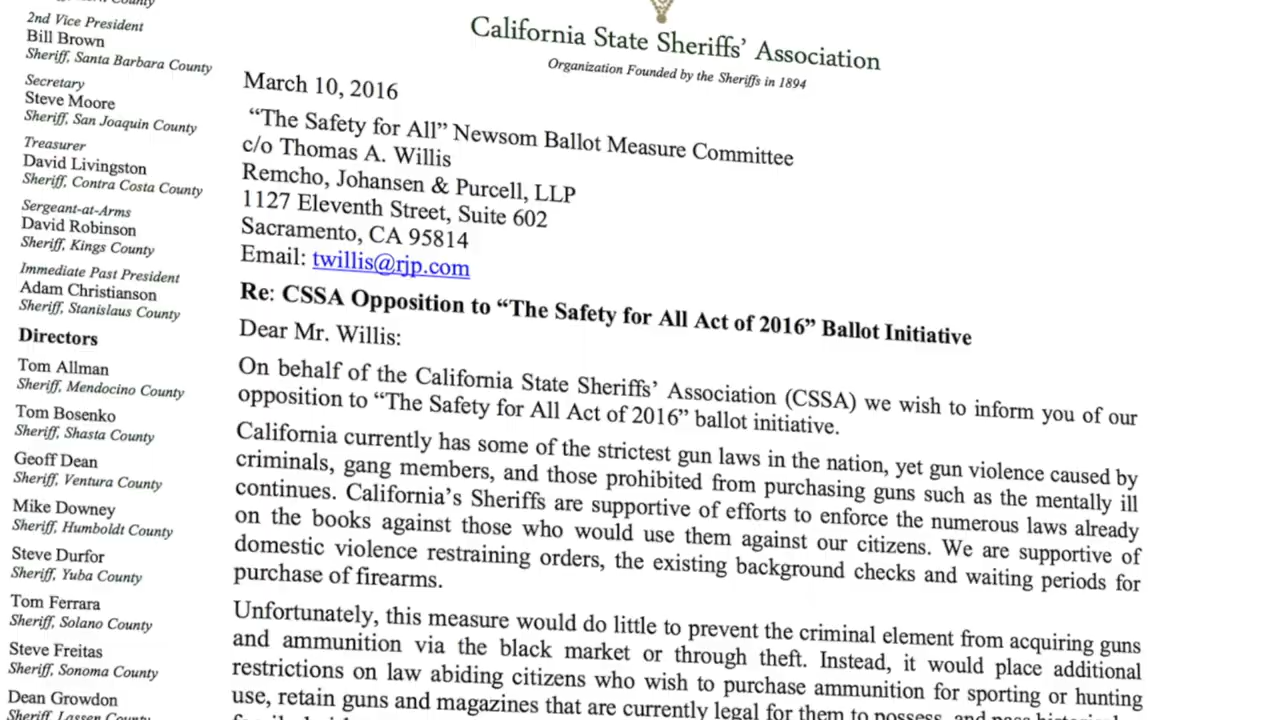 2nd Vice President
Bill Brown
Sheriff, Santa Barbara County
Secretary
Steve Moore
Sheriff, San Joaquin County
Treasurer
David Livingston
Sheriff, Contra Costa County
Sergeant-at-Arms
David Robinson
Sheriff, Kings County
Immediate Past President
Adam Christianson
Sheriff, Stanislaus County
Directors
Tom Allman
Sheriff, Mendocino County
Tom Bosenko
Sheriff, Shasta County
Geoff Dean
Sheriff, Ventura County
Mike Downey
Sheriff, Humboldt County
Steve Durfor
Sheriff, Yuba County
Tom Ferrara
Sheriff, Solano County
Steve Freitas
Sheriff, Sonoma County
Dean Growdon
Sheriff, Lassen County
California State Sheriffs’ Association
Organization Founded by the Sheriffs in 1894
March 10, 2016
“The Safety for All” Newsom Ballot Measure Committee
c/o Thomas A. Willis
Remcho, Johansen & Purcell, LLP
1127 Eleventh Street, Suite 602
Sacramento, CA 95814
Email: twillis@rjp.com
Re: CSSA Opposition to “The Safety for All Act of 2016” Ballot Initiative
Dear Mr. Willis:
On behalf of the California State Sheriffs’ Association (CSSA) we wish to inform you of our
opposition to “The Safety for All Act of 2016” ballot initiative.
California currently has some of the strictest gun laws in the nation, yet gun violence caused by
criminals, gang members, and those prohibited from purchasing guns such as the mentally ill
continues. California’s Sheriffs are supportive of efforts to enforce the numerous laws already
on the books against those who would use them against our citizens. We are supportive of
domestic violence restraining orders, the existing background checks and waiting periods for
purchase of firearms.
Unfortunately, this measure would do little to prevent the criminal element from acquiring guns
and ammunition via the black market or through theft. Instead, it would place additional
restrictions on law abiding citizens who wish to purchase ammunition for sporting or hunting
use, retain guns and magazines that are currently legal for them to possess, and pass